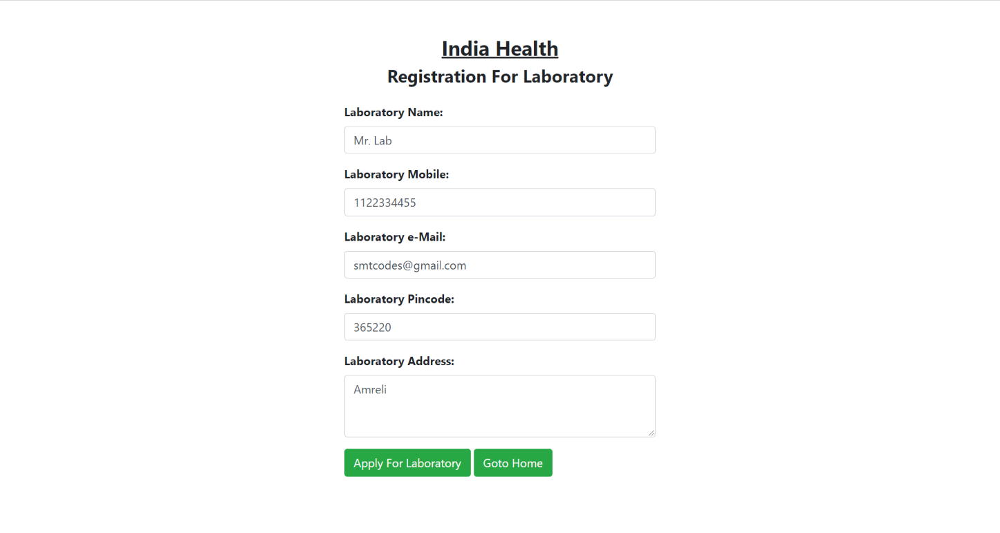 India Health
Registration For Laboratory
Laboratory Name:
Mr. Lab
Laboratory Mobile:
1122334455
Laboratory e-Mail:
smtcodes@gmail.com
Laboratory Pincode:
365220
Laboratory Address:
Amreli
Apply For Laboratory Goto Home